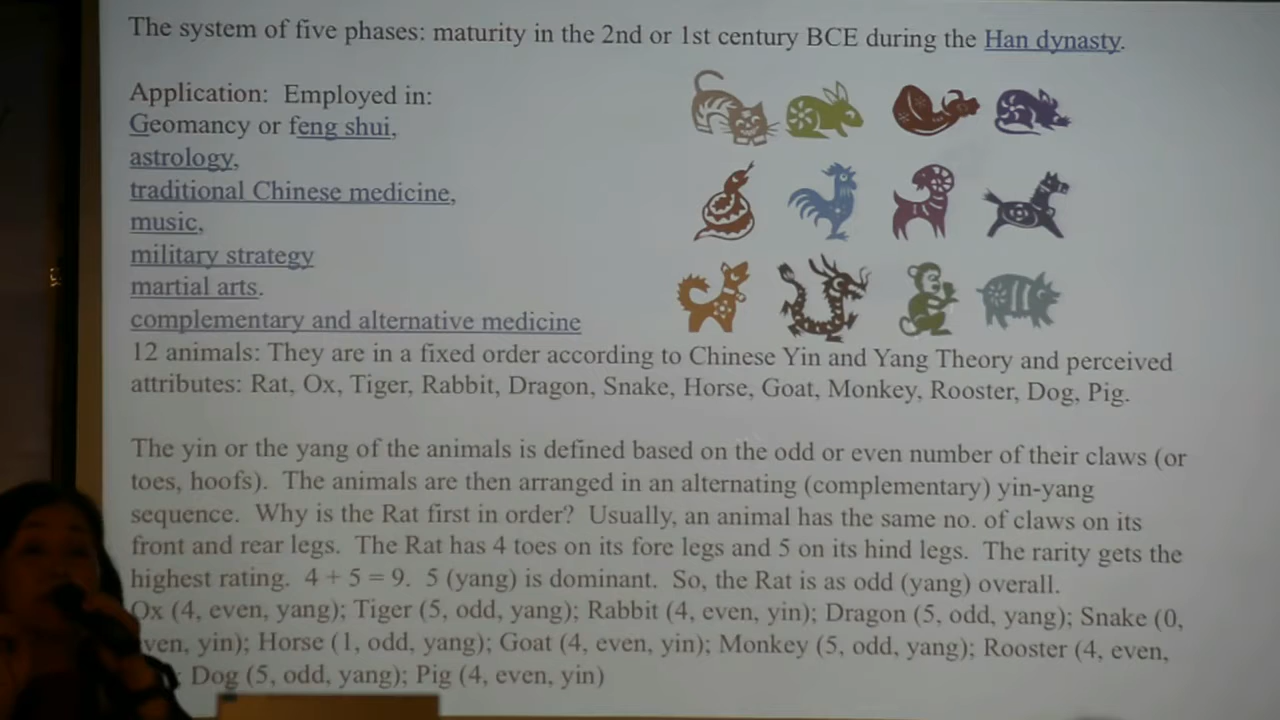 The system of five phases: maturity in the 2nd or 1st century BCE during the Han dynasty.
Application: Employed in:
Geomancy or feng shui,
astrology,
traditional Chinese medicine,
music,
military strategy
martial arts.
complementary and alternative medicine
12 animals: They are in a fixed order according to Chinese Yin and Yang Theory and perceived
attributes: Rat, Ox, Tiger, Rabbit, Dragon, Snake, Horse, Goat, Monkey, Rooster, Dog, Pig.
The yin or the yang of the animals is defined based on the odd or even number of their claws (or
toes, hoofs). The animals are then arranged in an alternating (complementary) yin-yang
sequence. Why is the Rat first in order? Usually, an animal has the same no. of claws on its
front and rear legs. The Rat has 4 toes on its fore legs and 5 on its hind legs. The rarity gets the
highest rating. 4 + 5 = 9. 5 (yang) is dominant. So, the Rat is as odd (yang) overall.
Ox (4, even, yang); Tiger (5, odd, yang); Rabbit (4, even, yin); Dragon (5, odd, yang); Snake (0,
even, yin); Horse (1, odd, yang); Goat (4, even, yin); Monkey (5, odd, yang); Rooster (4, even,
; Dog (5, odd, yang); Pig (4, even, yin)